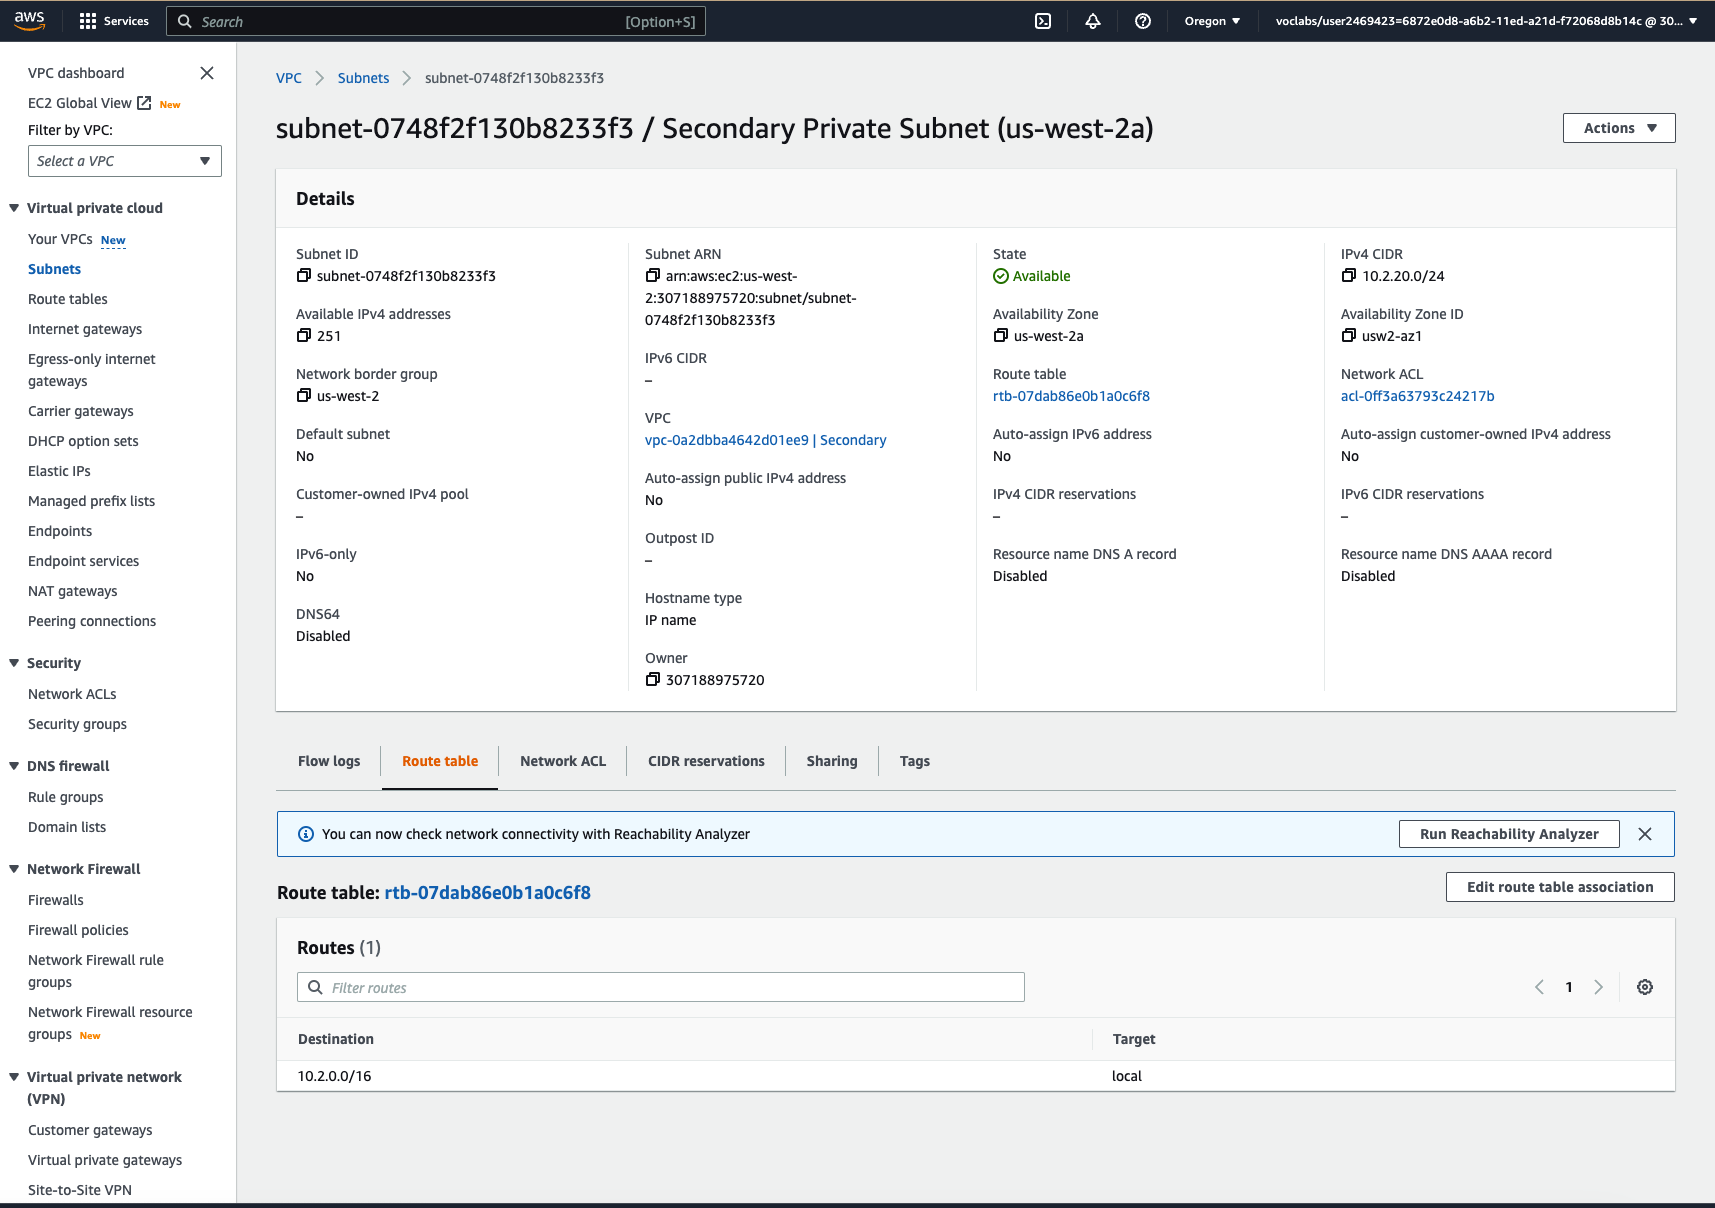 aws
Services
Search
[Option+S]
Oregon
voclabs/user2469423=6872e0d8-a6b2-11ed-a21d-f72068d8b14c @ 30...
VPC dashboard
EC2 Global View New
Filter by VPC:
Select a VPC
Virtual private cloud
Your VPCs New
Subnets
Route tables
Internet gateways
Egress-only internet
gateways
Carrier gateways
DHCP option sets
Elastic IPs
Managed prefix lists
Endpoints
Endpoint services
NAT gateways
Peering connections
Security
Network ACLs
Security groups
DNS firewall
Rule groups
Domain lists
Network Firewall
Firewalls
Firewall policies
Network Firewall rule
groups
Network Firewall resource
groups New
Virtual private network
(VPN)
Customer gateways
Virtual private gateways
Site-to-Site VPN
VPC
Subnets
subnet-0748f2f130b8233f3
subnet-0748f2f130b8233f3 / Secondary Private Subnet (us-west-2a)
Actions
Details
Subnet ID
subnet-0748f2f130b8233f3
Available IPv4 addresses
251
Network border group
us-west-2
Default subnet
No
Customer-owned IPv4 pool
–
IPv6-only
No
DNS64
Disabled
Subnet ARN
arn:aws:ec2:us-west-
2:307188975720:subnet/subnet-
0748f2f130b8233f3
IPv6 CIDR
–
VPC
vpc-0a2dbba4642d01ee9 | Secondary
Auto-assign public IPv4 address
No
Outpost ID
–
Hostname type
IP name
Owner
307188975720
State
Available
Availability Zone
us-west-2a
Route table
rtb-07dab86e0b1a0c6f8
Auto-assign IPv6 address
No
IPv4 CIDR reservations
–
Resource name DNS A record
Disabled
IPv4 CIDR
10.2.20.0/24
Availability Zone ID
usw2-az1
Network ACL
acl-0ff3a63793c24217b
Auto-assign customer-owned IPv4 address
No
IPv6 CIDR reservations
–
Resource name DNS AAAA record
Disabled
Flow logs
Route table
Network ACL
CIDR reservations
Sharing
Tags
You can now check network connectivity with Reachability Analyzer
Run Reachability Analyzer
Route table: rtb-07dab86e0b1a0c6f8
Edit route table association
Routes (1)
Filter routes
1
Destination
Target
10.2.0.0/16
local